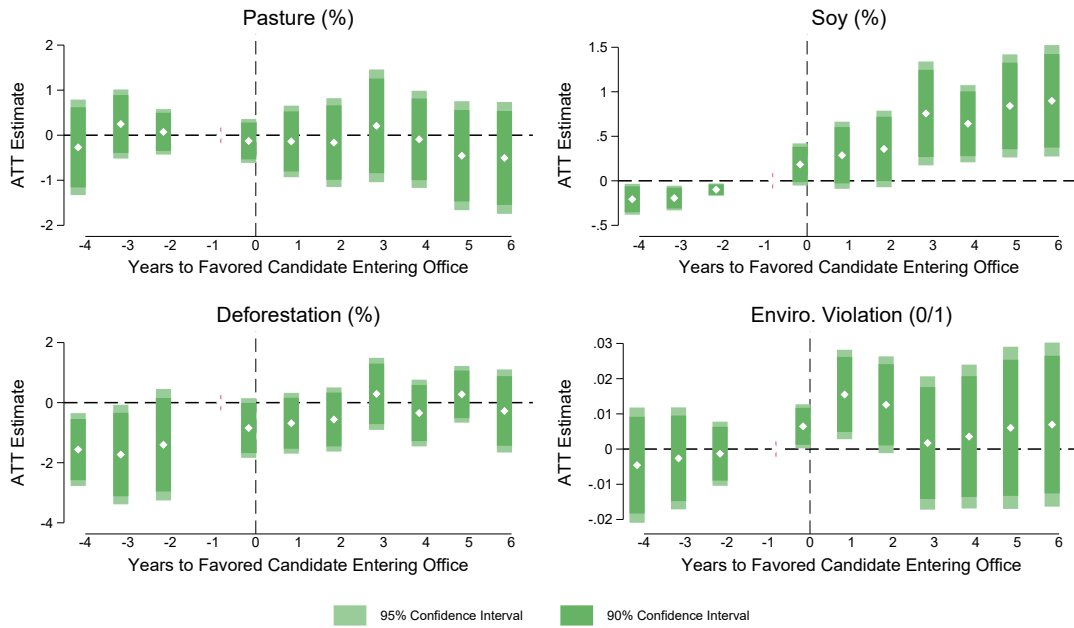 Pasture (%)
ATT Estimate
2
1
0
-1
-2
-4 -3 -2 -1 0 1 2 3 4 5 6
Years to Favored Candidate Entering Office
Soy (%)
ATT Estimate
1.5
1
.5
0
-.5
-4 -3 -2 -1 0 1 2 3 4 5 6
Years to Favored Candidate Entering Office
Deforestation (%)
ATT Estimate
2
0
-2
-4
-4 -3 -2 -1 0 1 2 3 4 5 6
Years to Favored Candidate Entering Office
Enviro. Violation (0/1)
ATT Estimate
.03
.02
.01
0
-.01
-.02
-4 -3 -2 -1 0 1 2 3 4 5 6
Years to Favored Candidate Entering Office
95% Confidence Interval 90% Confidence Interval